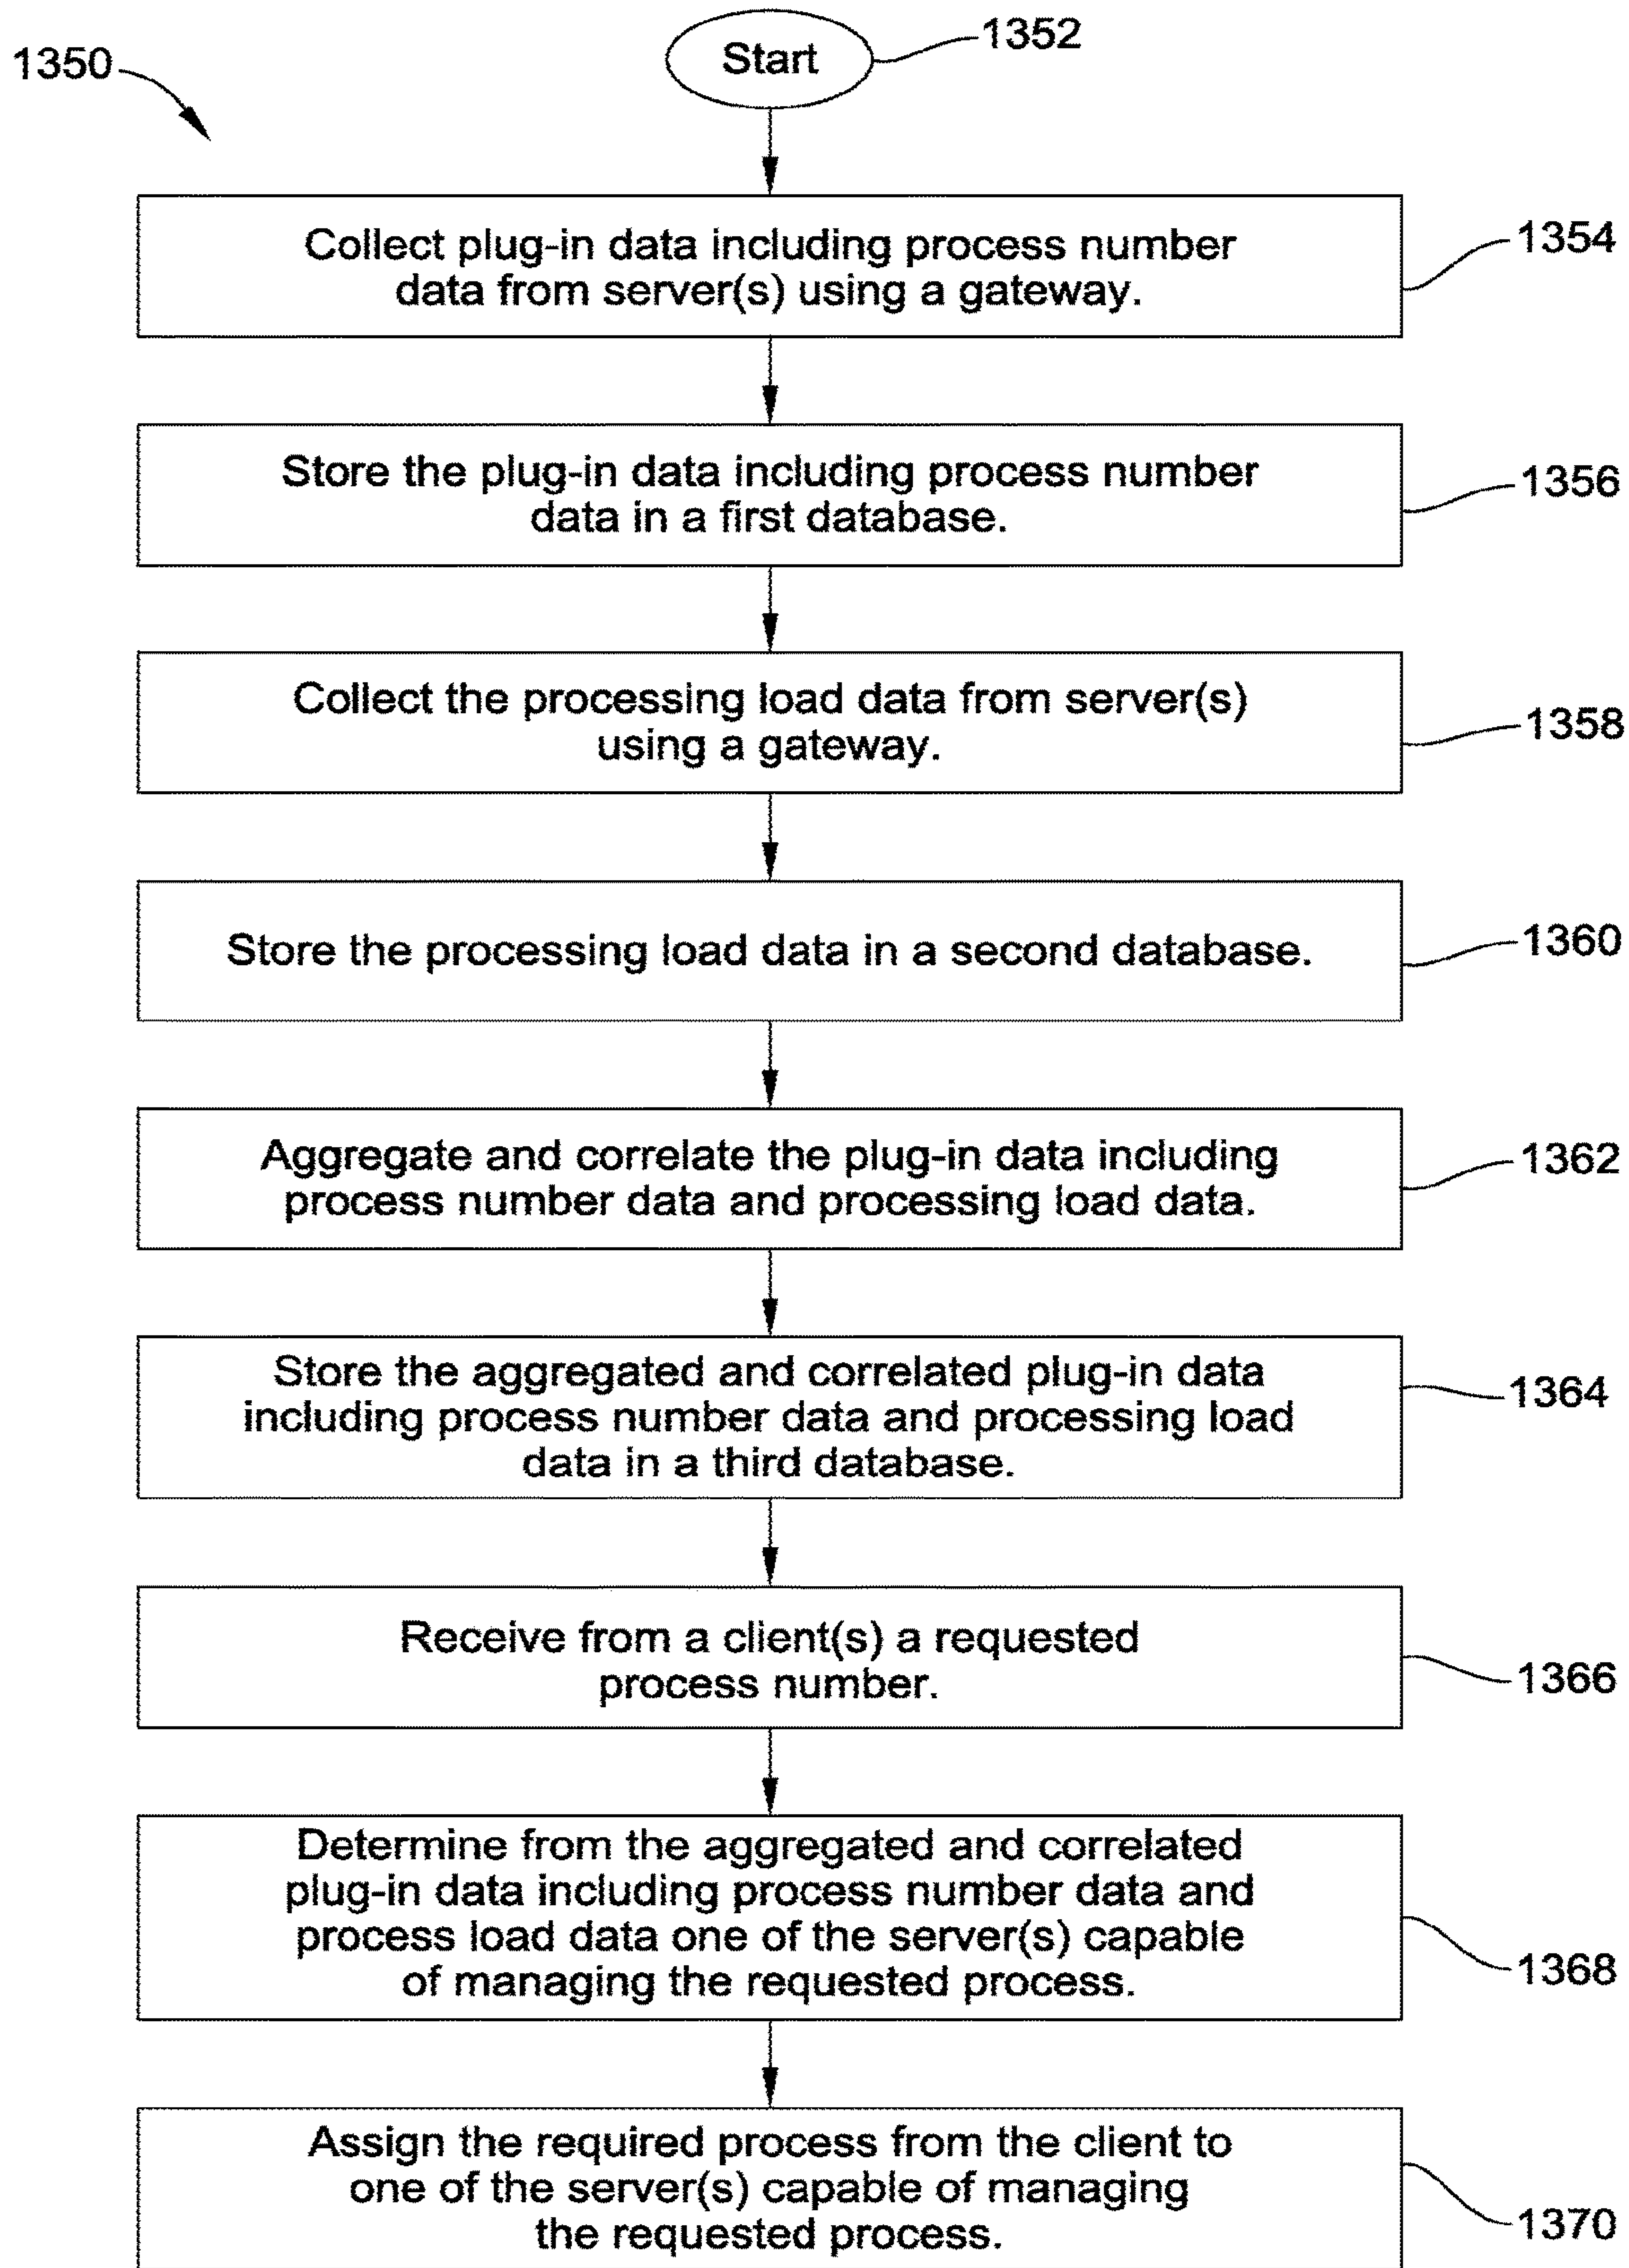 1350
Start
1352
Collect plug-in data including process number
data from server(s) using a gateway.
1354
Store the plug-in data including process number
data in a first database.
1356
Collect the processing load data from server(s)
using a gateway.
1358
Store the processing load data in a second database.
1360
Aggregate and correlate the plug-in data including
process number data and processing load data.
1362
Store the aggregated and correlated plug-in data
including process number data and processing load
data in a third database.
1364
Receive from a client(s) a requested
process number.
1366
Determine from the aggregated and correlated
plug-in data including process number data and
process load data one of the server(s) capable
of managing the requested process.
1368
Assign the required process from the client to
one of the server(s) capable of managing
the requested process.
1370